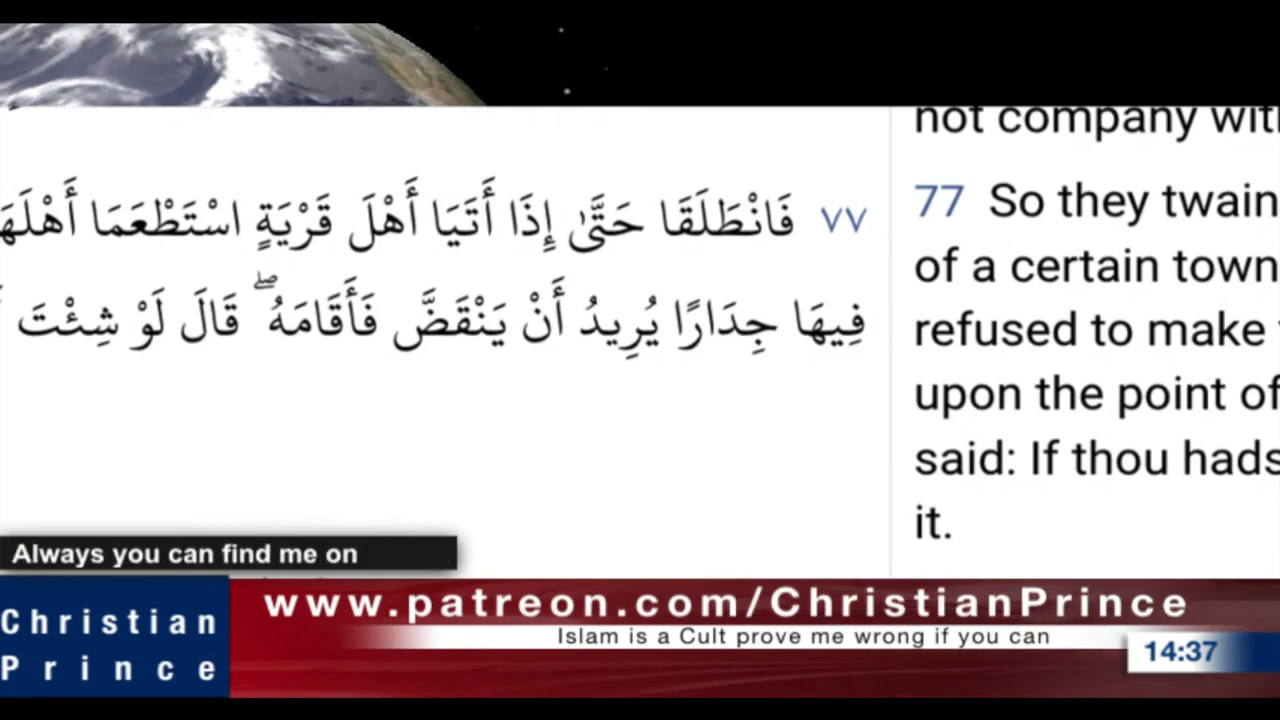 ٧٧ فَانْطَلَقَا حَتَّىٰ إِذَا أَتَيَا أَهْلَ قَرْيَةٍ اسْتَطْعَمَا أَهْلَهَا
فِيهَا جِدَارًا يُرِيدُ أَنْ يَنْقَضَّ فَأَقَامَهُ ۖ قَالَ لَوْ شِئْتَ
not company wit
77 So they twain
of a certain town
refused to make
upon the point of
said: If thou hads
it.
Always you can find me on
Christian
Prince
www.patreon.com/ChristianPrince
Islam is a Cult prove me wrong if you can
14:37